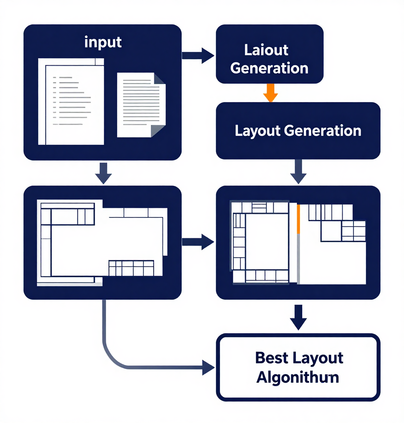 input
Laiout
Generation
Layout Generation
Best Layout
Algonithum